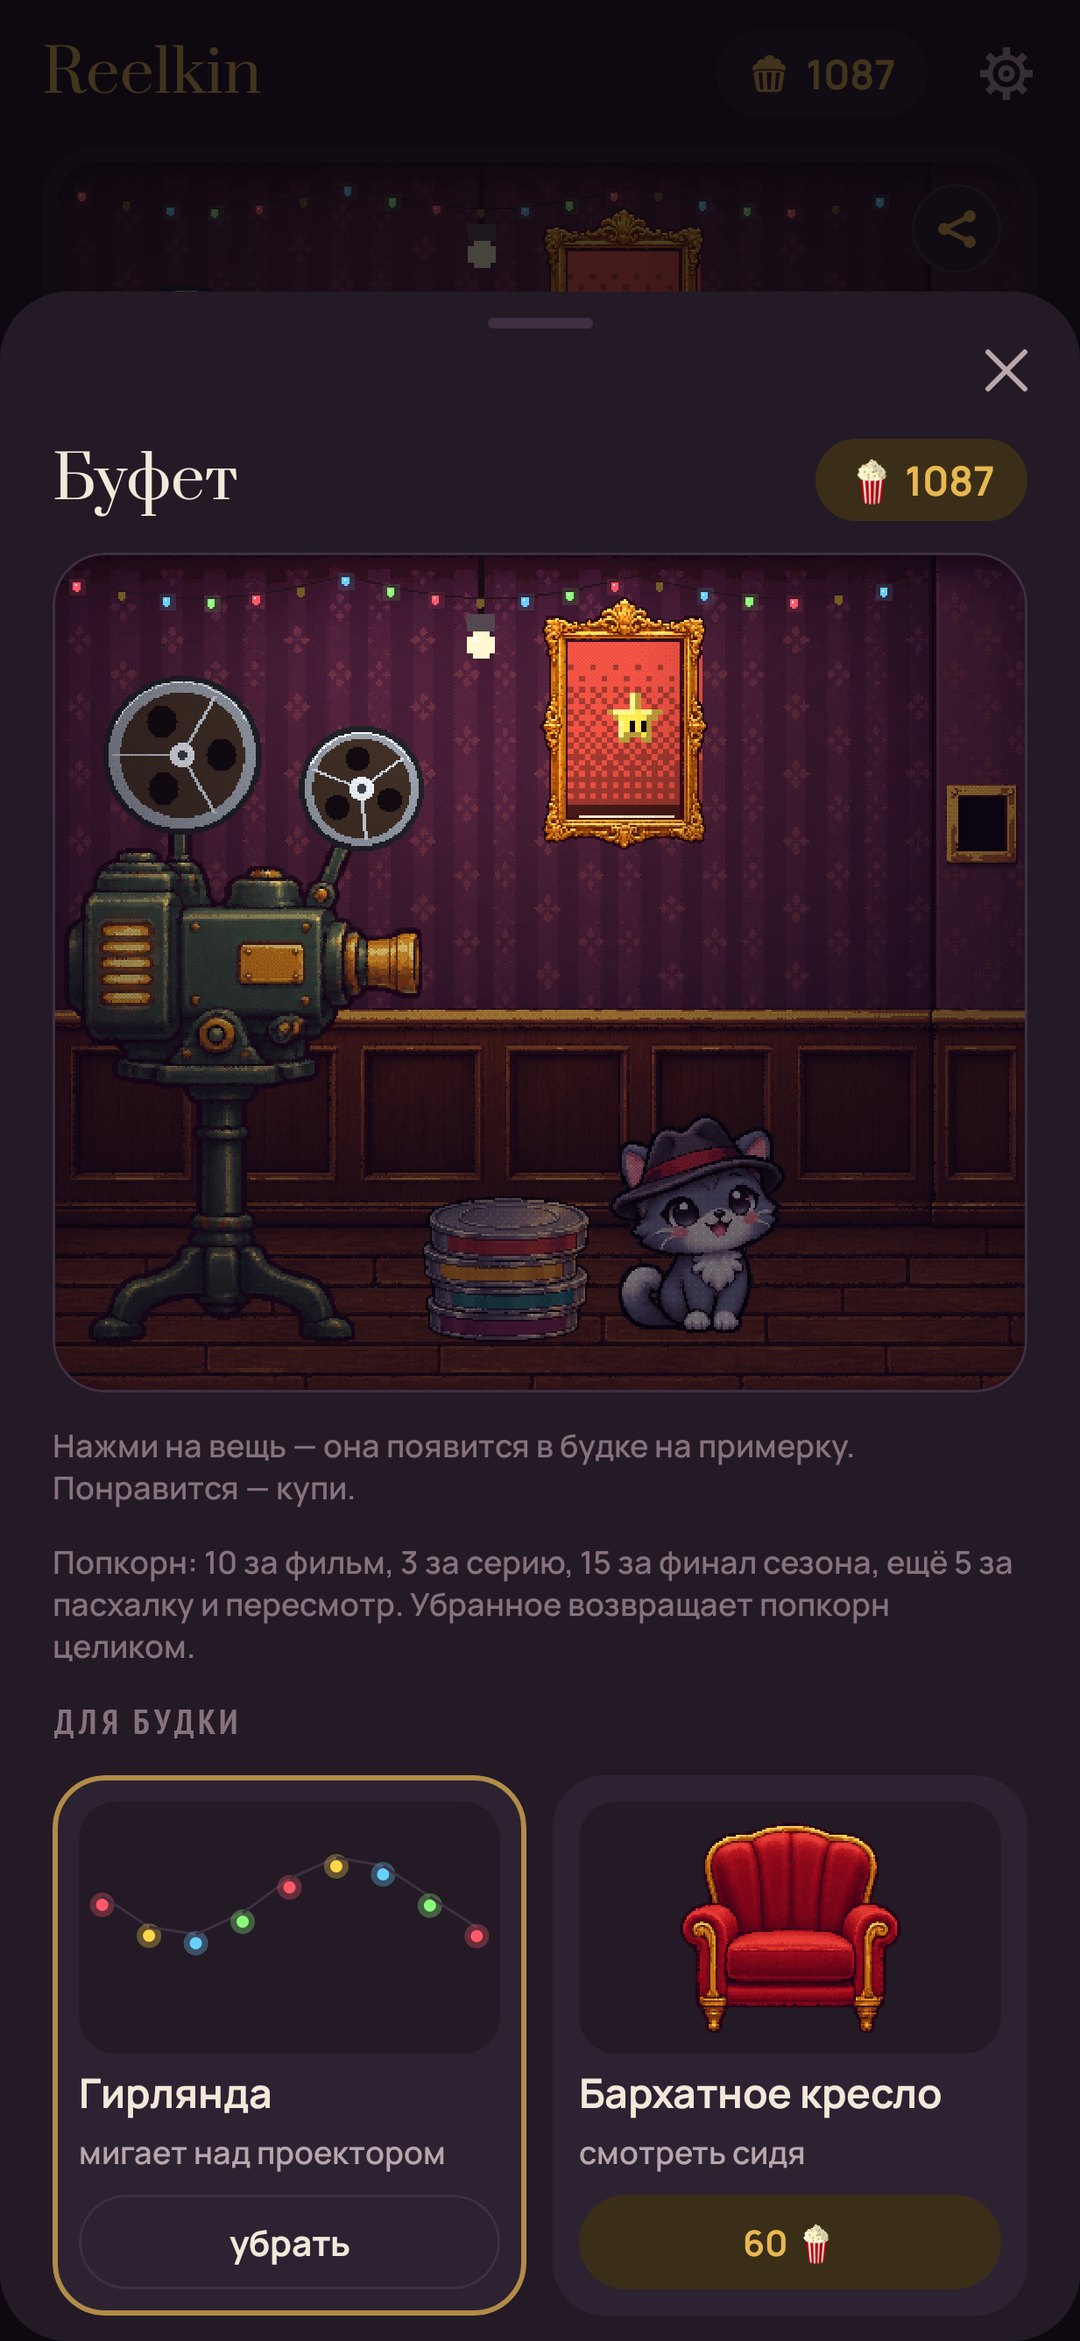 Reelkin
1087
Буфет
1087
Нажми на вещь — она появится в будке на примерку.
Понравится — купи.
Попкорн: 10 за фильм, 3 за серию, 15 за финал сезона, ещё 5 за
пасхалку и пересмотр. Убранное возвращает попкорн
целиком.
ДЛЯ БУДКИ
Гирлянда
мигает над проектором
убрать
Бархатное кресло
смотреть сидя
60